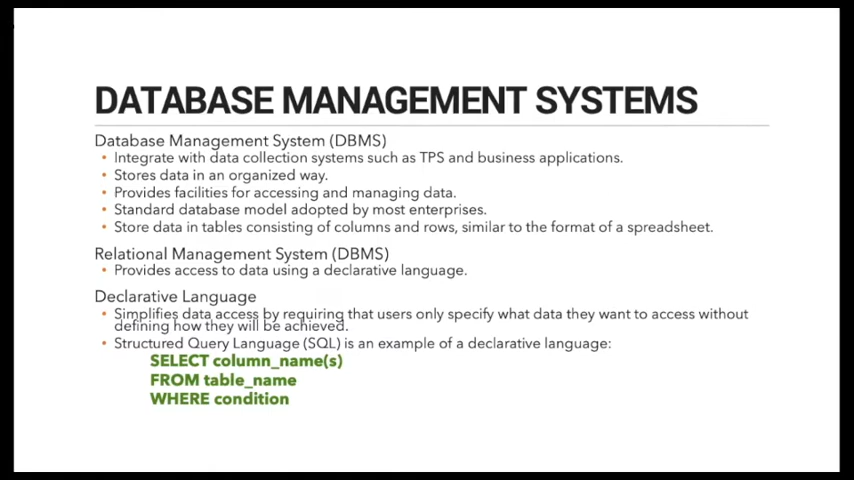 DATABASE MANAGEMENT SYSTEMS
Database Management System (DBMS)
• Integrate with data collection systems such as TPS and business applications.
• Stores data in an organized way.
• Provides facilities for accessing and managing data.
• Standard database model adopted by most enterprises.
• Store data in tables consisting of columns and rows, similar to the format of a spreadsheet.
Relational Management System (DBMS)
• Provides access to data using a declarative language.
Declarative Language
• Simplifies data access by requiring that users only specify what data they want to access without
defining how they will be achieved.
• Structured Query Language (SQL) is an example of a declarative language:
SELECT column_name(s)
FROM table_name
WHERE condition